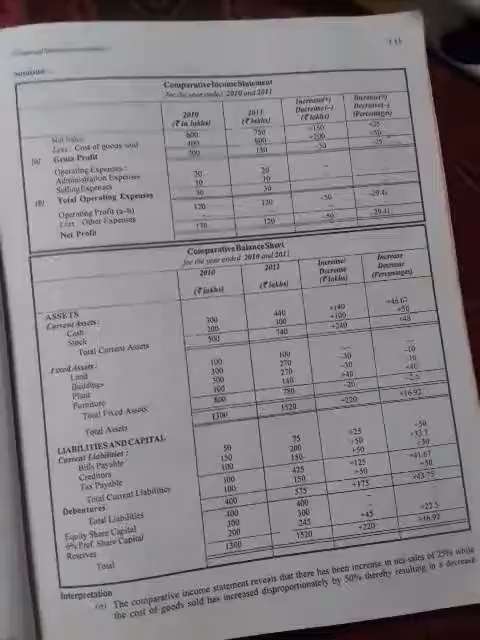 Solution
Comparative Income Statement
for the year ended 2010 and 2011
2010 (₹ in lakhs) 2011 (₹ lakhs) Increase(+) Decrease(–) (₹ lakhs) Increase(+) Decrease(–) (Percentage)
Net Sales 600 750 +150 +25
Less : Cost of goods sold 400 600 +200 +50
(a) Gross Profit 200 150 –50 –25
Operating Expenses :
Administration Expenses 20 20 – –
Selling Expenses 10 10 – –
(b) Total Operating Expenses 30 30 – –
Operating Profit (a–b) 170 120 –50 –29.41
Less : Other Expenses
Net Profit 170 120 –50 –29.41
Comparative Balance Sheet
for the year ended 2010 and 2011
2010 (₹ lakhs) 2011 (₹ lakhs) Increase/ Decrease (₹ lakhs) Increase Decrease (Percentages)
ASSETS
Current Assets :
Cash 300 440 +140 +46.67
Stock 200 300 +100 +50
Total Current Assets 500 740 +240 +48
Fixed Assets :
Land 100 100 — —
Buildings 300 270 –30 –10
Plant 300 270 –30 –10
Furniture 100 140 +40 +40
Total Fixed Assets 800 780 –20 –2.5
Total Assets 1300 1520 +220 +16.92
LIABILITIES AND CAPITAL
Current Liabilities :
Bills Payable 50 75 +25 +50
Creditors 150 200 +50 +33.3
Tax Payable 100 150 +50 +50
Total Current Liabilities 425 +125 +41.67
Debentures 100 150 +50 +50
Total Liabilities 400 575 +175 +43.75
Equity Share Capital 400 400 – –
6% Pref. Share Capital 300 300 – –
Reserves 200 245 +45 +22.5
Total 1300 1520 +220 +16.92
Interpretation
(a) The comparative income statement reveals that there has been increase in net sales of 25% while
the cost of goods sold has increased disproportionately by 50% thereby resulting in a decrease